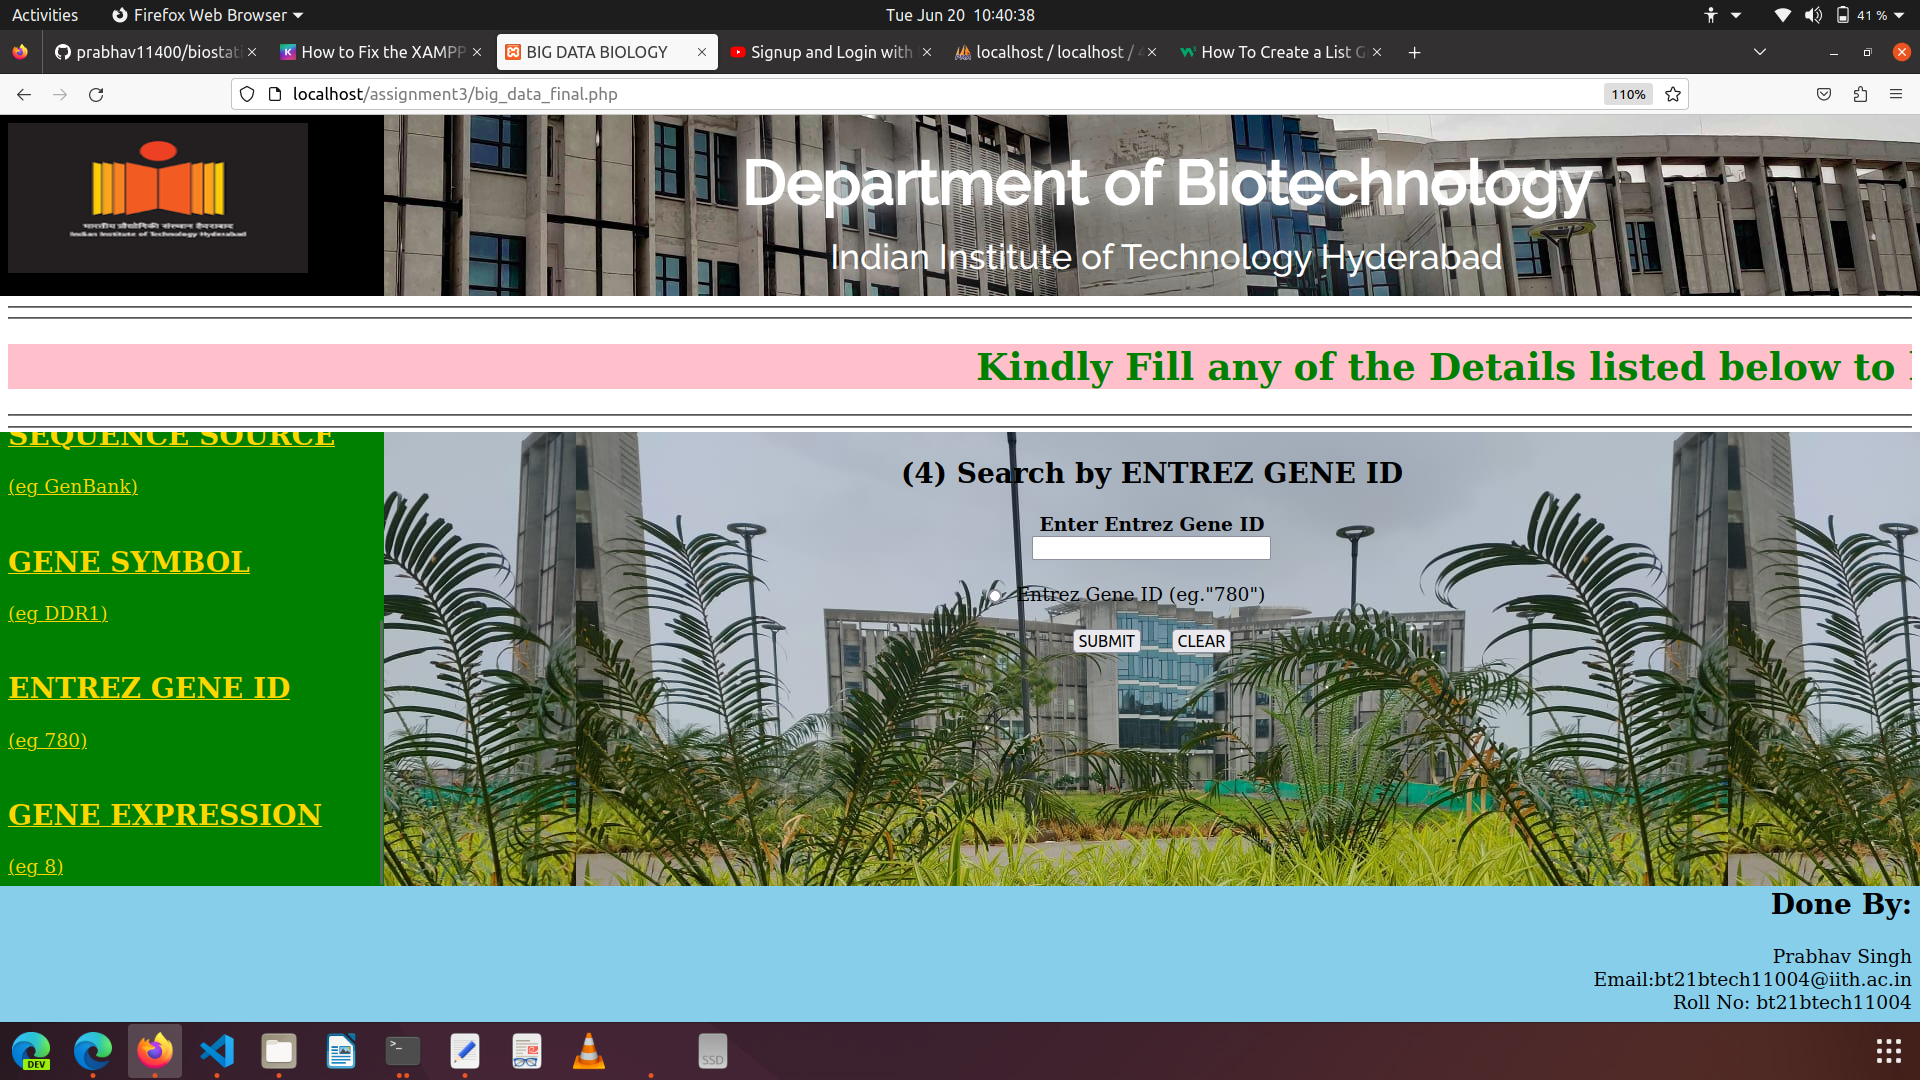 Activities
Firefox Web Browser
Tue Jun 20 10:40:38
41 %
prabhav11400/biostati
How to Fix the XAMPP
BIG DATA BIOLOGY
Signup and Login with
localhost / localhost /
How To Create a List G
localhost/assignment3/big_data_final.php
110%
भारतीय प्रौद्योगिकी संस्थान हैदराबाद
Indian Institute of Technology Hyderabad
Department of Biotechnology
Indian Institute of Technology Hyderabad
Kindly Fill any of the Details listed below to
SEQUENCE SOURCE
(eg GenBank)
GENE SYMBOL
(eg DDR1)
ENTREZ GENE ID
(eg 780)
GENE EXPRESSION
(eg 8)
(4) Search by ENTREZ GENE ID
Enter Entrez Gene ID
Entrez Gene ID (eg."780")
SUBMIT
CLEAR
Done By:
Prabhav Singh
Email:bt21btech11004@iith.ac.in
Roll No: bt21btech11004
DEV
>_
SSD